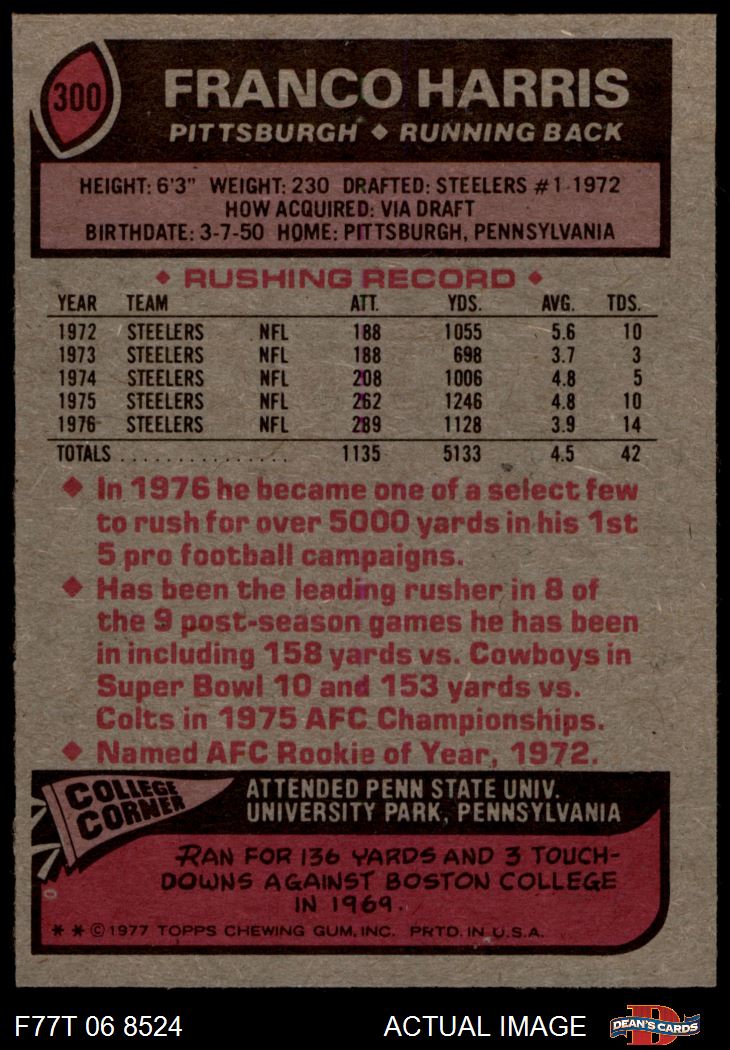 300
FRANCO HARRIS
PITTSBURGH ◆ RUNNING BACK
HEIGHT: 6'3" WEIGHT: 230 DRAFTED: STEELERS #1-1972
HOW ACQUIRED: VIA DRAFT
BIRTHDATE: 3-7-50 HOME: PITTSBURGH, PENNSYLVANIA
◆ RUSHING RECORD ◆
YEAR TEAM ATT. YDS. AVG. TDS.
1972 STEELERS NFL 188 1055 5.6 10
1973 STEELERS NFL 188 698 3.7 3
1974 STEELERS NFL 208 1006 4.8 5
1975 STEELERS NFL 262 1246 4.8 10
1976 STEELERS NFL 289 1128 3.9 14
TOTALS . . . . . . . . . . . . . . . 1135 5133 4.5 42
◆ In 1976 he became one of a select few
to rush for over 5000 yards in his 1st
5 pro football campaigns.
◆ Has been the leading rusher in 8 of
the 9 post-season games he has been
in including 158 yards vs. Cowboys in
Super Bowl 10 and 153 yards vs.
Colts in 1975 AFC Championships.
◆ Named AFC Rookie of Year, 1972.
COLLEGE
CORNER
ATTENDED PENN STATE UNIV.
UNIVERSITY PARK, PENNSYLVANIA
RAN FOR 136 YARDS AND 3 TOUCH-
DOWNS AGAINST BOSTON COLLEGE
IN 1969.
* * © 1977 TOPPS CHEWING GUM, INC. PRTD. IN U.S.A.
F77T 06 8524
ACTUAL IMAGE
D
DEAN'S CARDS